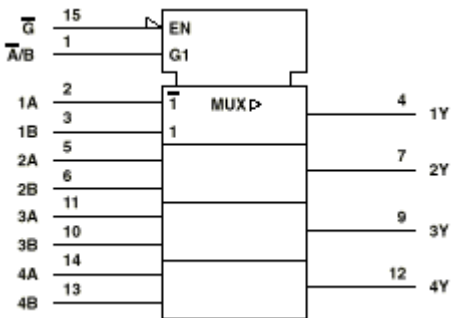 G̅ 15 EN
A̅/B 1 G1
1A 2 1̅ MUX ▷ 4 1Y
1B 3 1
2A 5 7 2Y
2B 6
3A 11 9 3Y
3B 10
4A 14 12 4Y
4B 13